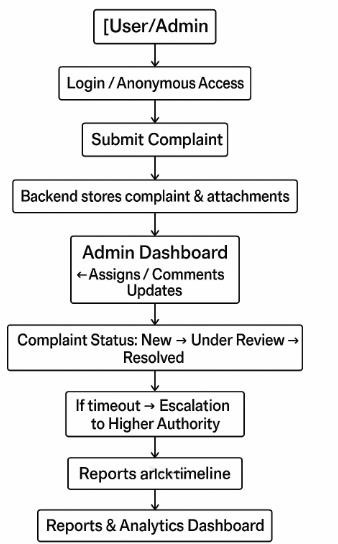 [User/Admin
Login / Anonymous Access
Submit Complaint
Backend stores complaint & attachments
Admin Dashboard
←Assigns / Comments
Updates
Complaint Status: New → Under Review →
Resolved
If timeout → Escalation
to Higher Authority
Reports
Reports & Analytics Dashboard